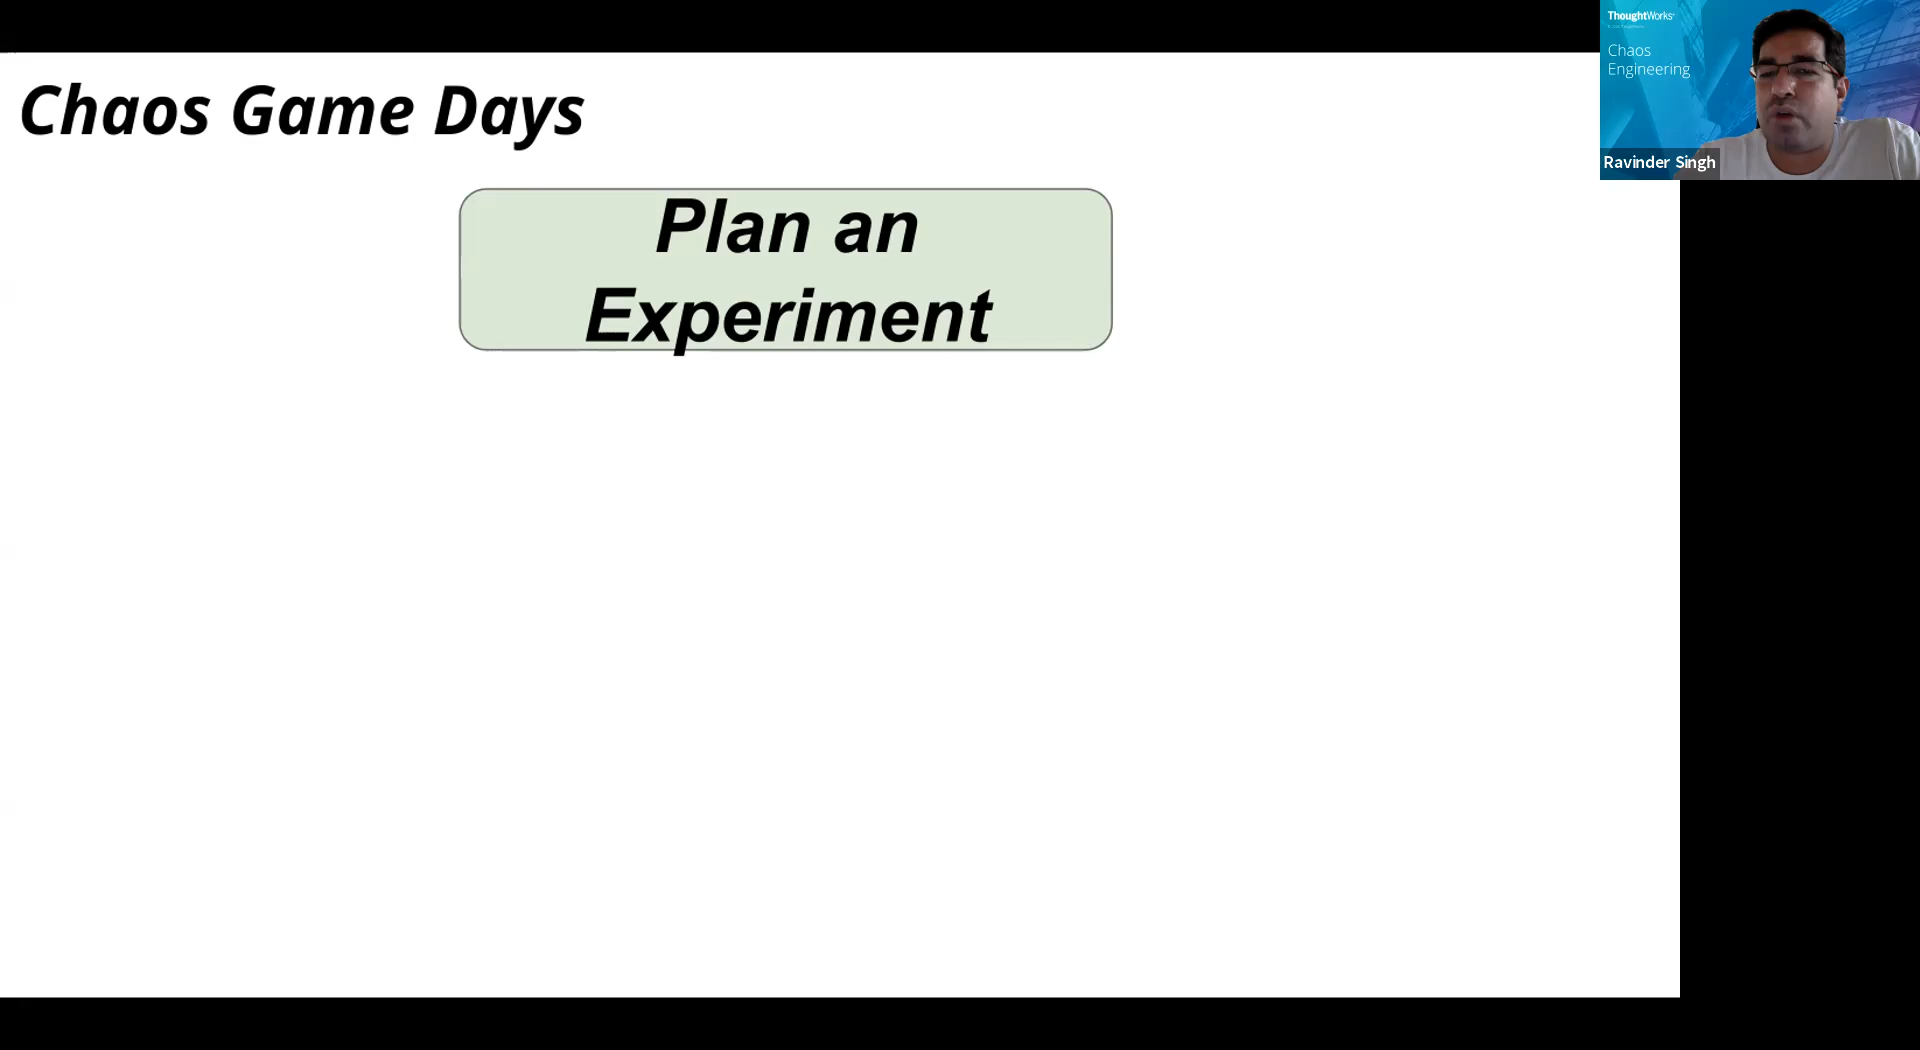 Chaos Game Days
Plan an
Experiment
ThoughtWorks
Chaos
Engineering
Ravinder Singh